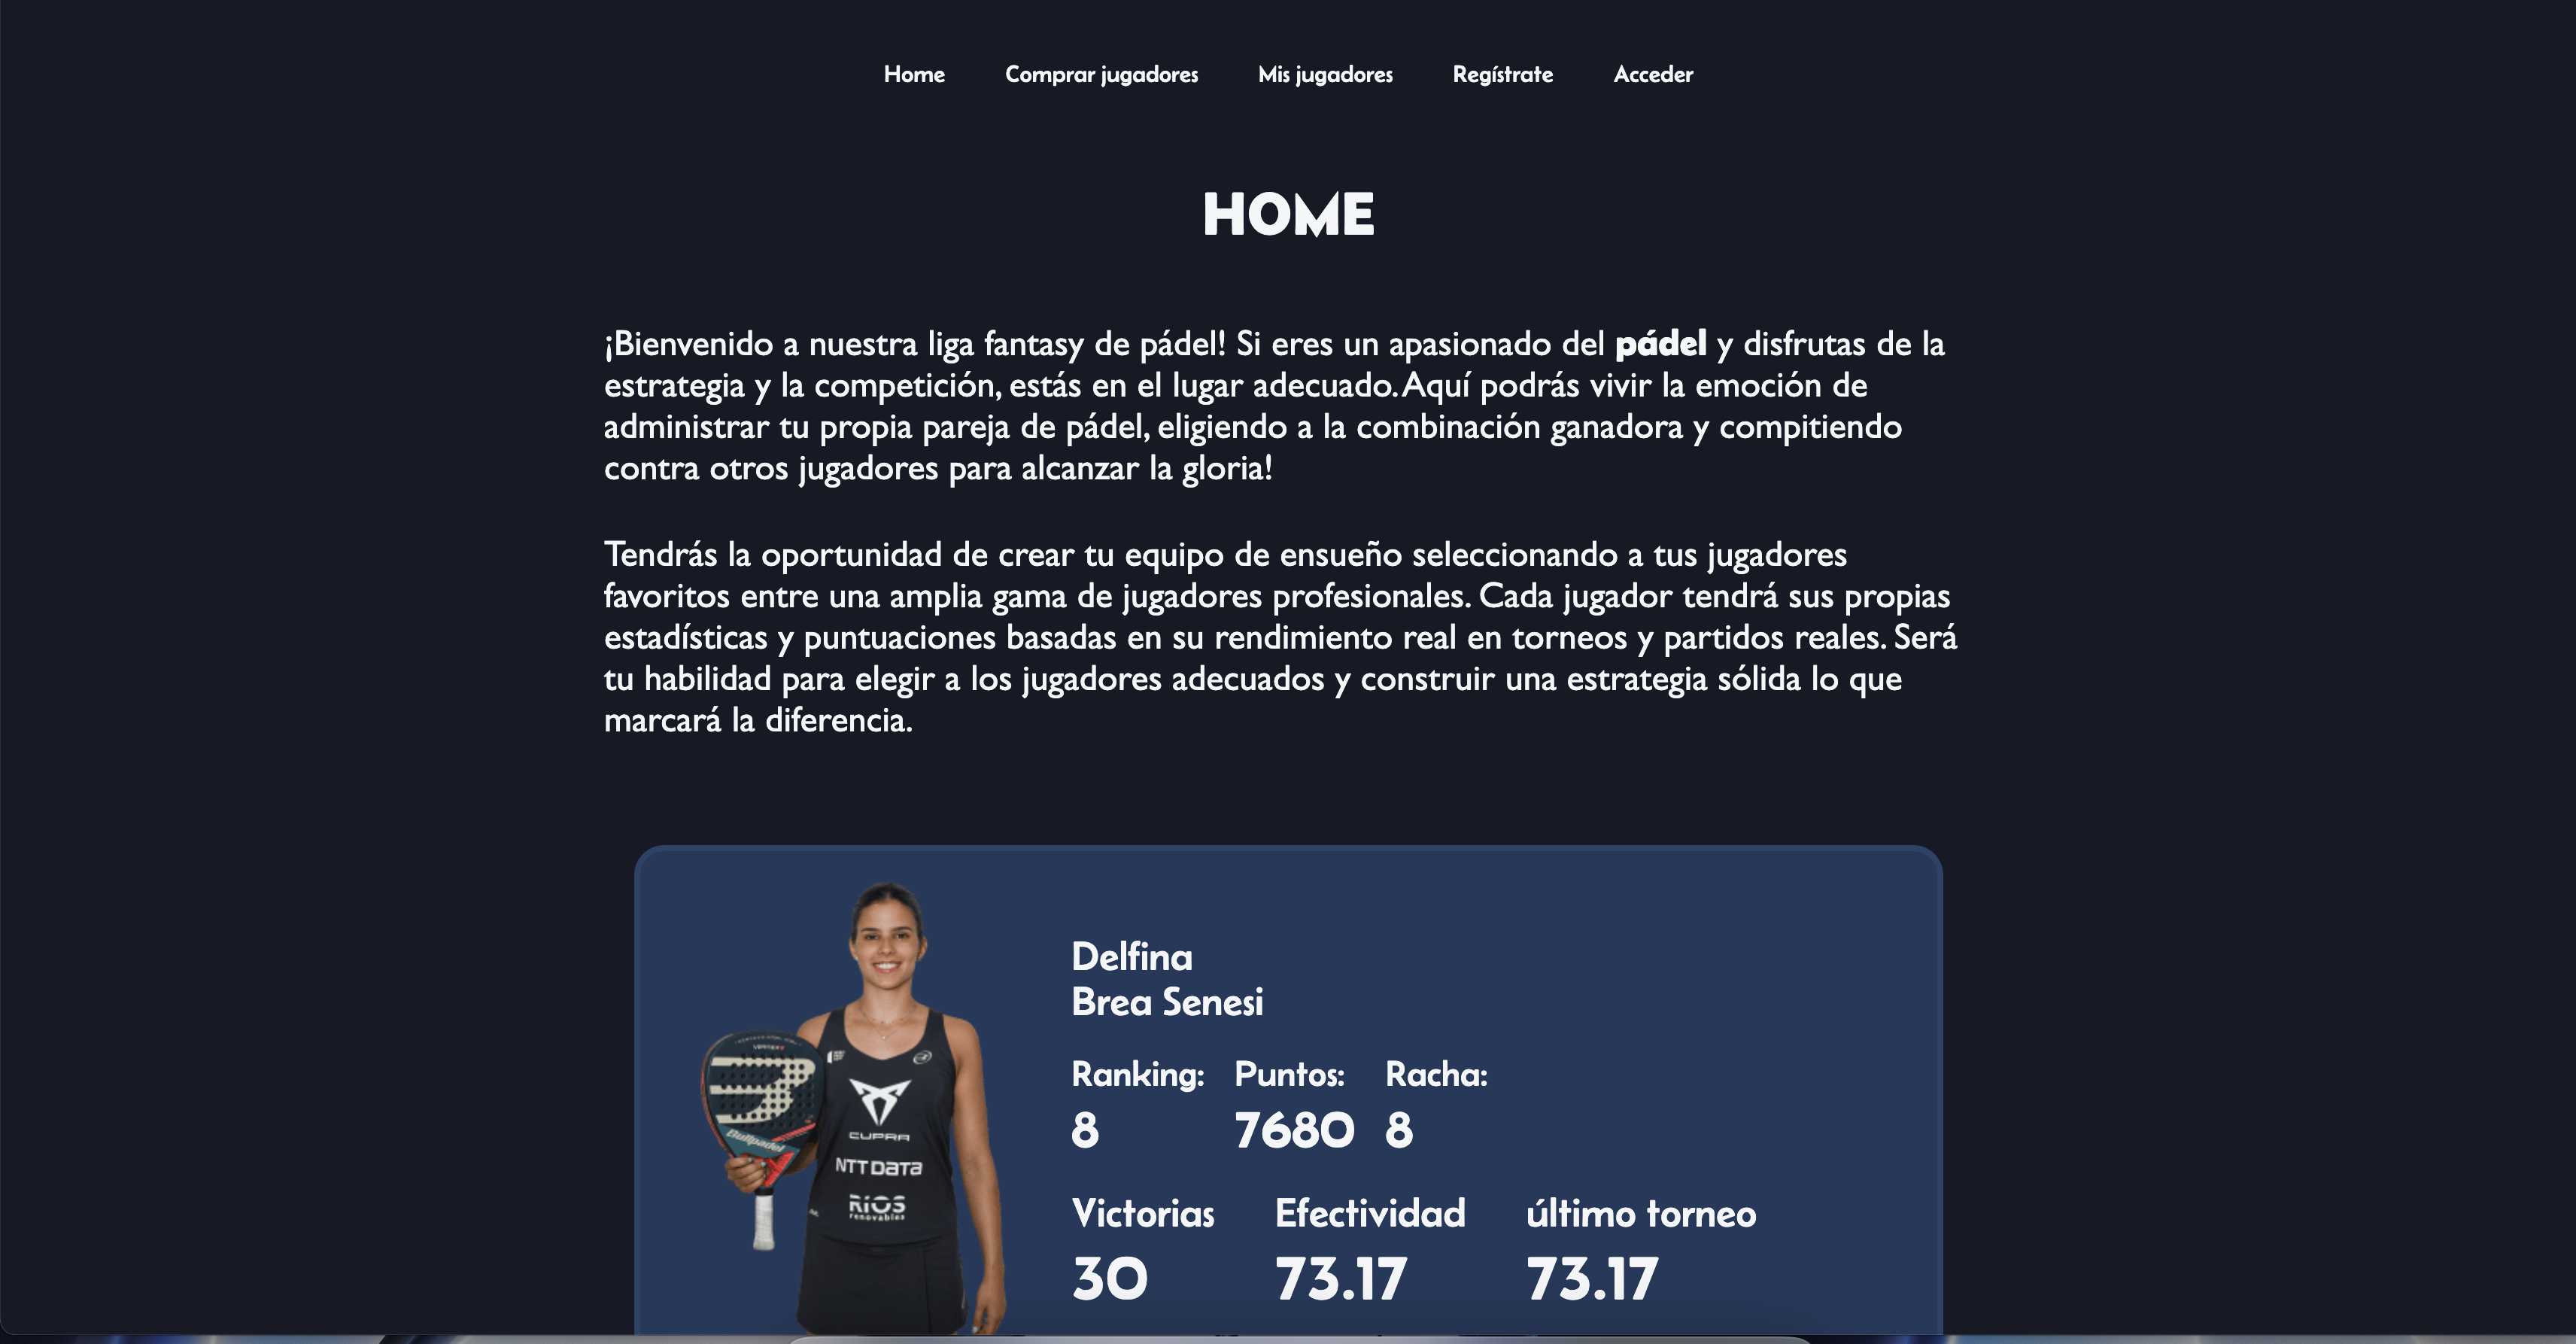 Home Comprar jugadores Mis jugadores Regístrate Acceder
HOME
¡Bienvenido a nuestra liga fantasy de pádel! Si eres un apasionado del pádel y disfrutas de la
estrategia y la competición, estás en el lugar adecuado. Aquí podrás vivir la emoción de
administrar tu propia pareja de pádel, eligiendo a la combinación ganadora y compitiendo
contra otros jugadores para alcanzar la gloria!
Tendrás la oportunidad de crear tu equipo de ensueño seleccionando a tus jugadores
favoritos entre una amplia gama de jugadores profesionales. Cada jugador tendrá sus propias
estadísticas y puntuaciones basadas en su rendimiento real en torneos y partidos reales. Será
tu habilidad para elegir a los jugadores adecuados y construir una estrategia sólida lo que
marcará la diferencia.
Delfina
Brea Senesi
Ranking: Puntos: Racha:
8 7680 8
Victorias Efectividad último torneo
30 73.17 73.17
Bullpadel
CUPRA
NTT DATA
RÍOS
renovables